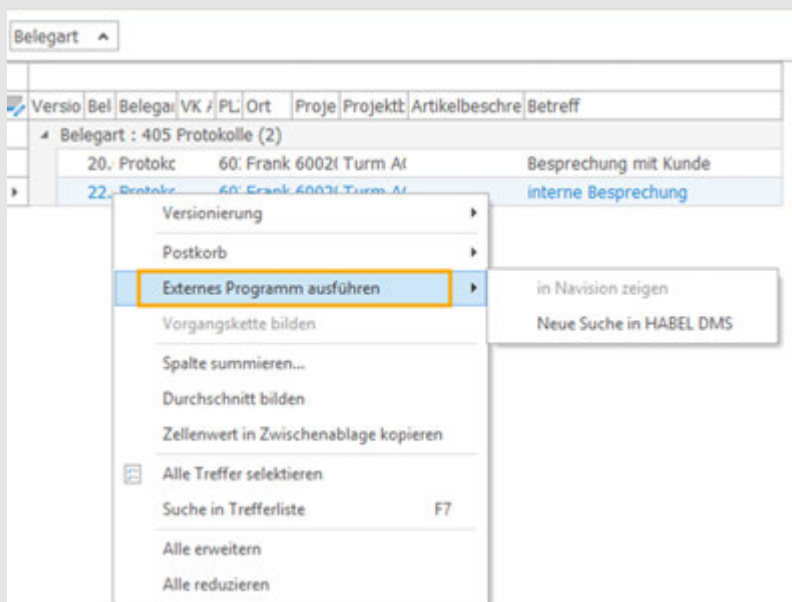 Belegart
Versio Bel Belegai VK PL Ort Proje Projektt Artikelbeschre Betreff
Belegart : 405 Protokolle (2)
20. Protokc 60: Frank 6002( Turm A( Besprechung mit Kunde
22. Protokc 60: Frank 6002( Turm A( interne Besprechung
Versionierung
Postkorb
Externes Programm ausführen
in Navision zeigen
Vorgangskette bilden
Neue Suche in HABEL DMS
Spalte summieren...
Durchschnitt bilden
Zellenwert in Zwischenablage kopieren
Alle Treffer selektieren
Suche in Trefferliste F7
Alle erweitern
Alle reduzieren